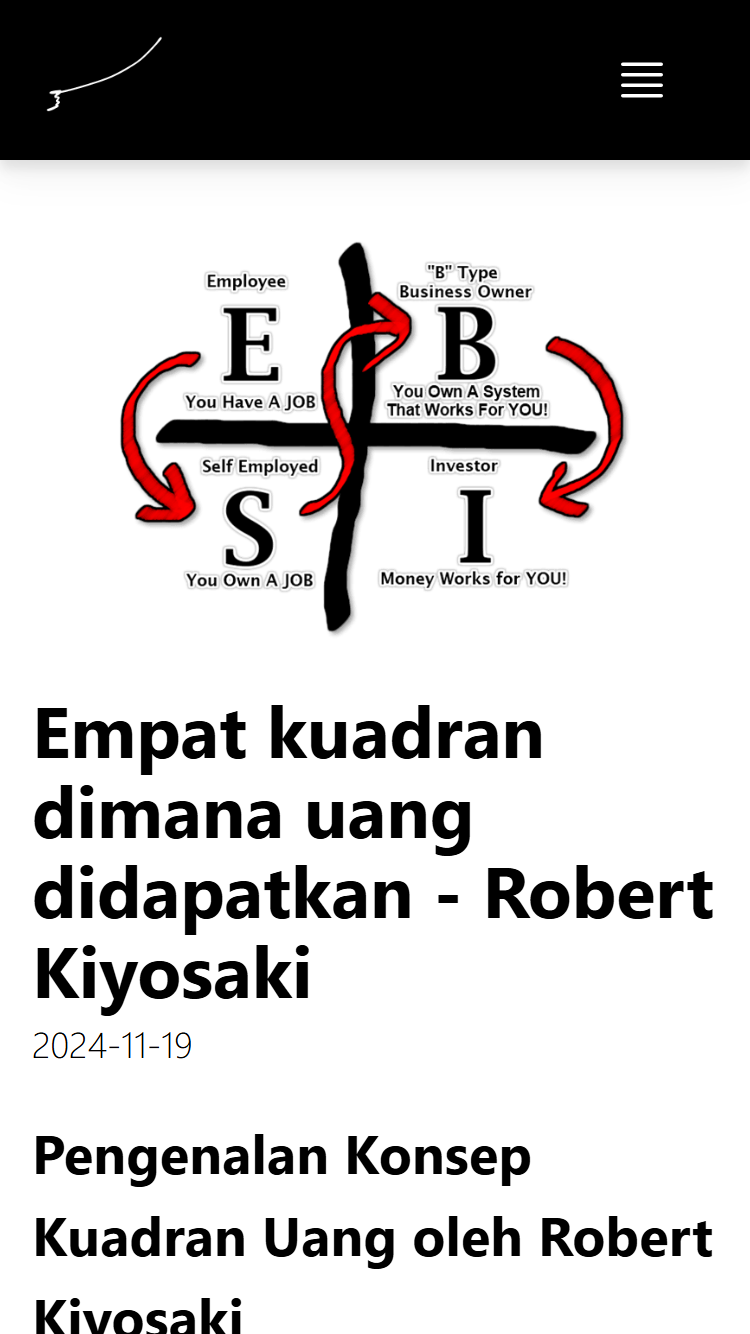 Employee
E
You Have A JOB
"B" Type
Business Owner
B
You Own A System
That Works For YOU!
Self Employed
S
You Own A JOB
Investor
I
Money Works for YOU!
Empat kuadran
dimana uang
didapatkan - Robert
Kiyosaki
2024-11-19
Pengenalan Konsep
Kuadran Uang oleh Robert
Kiyosaki